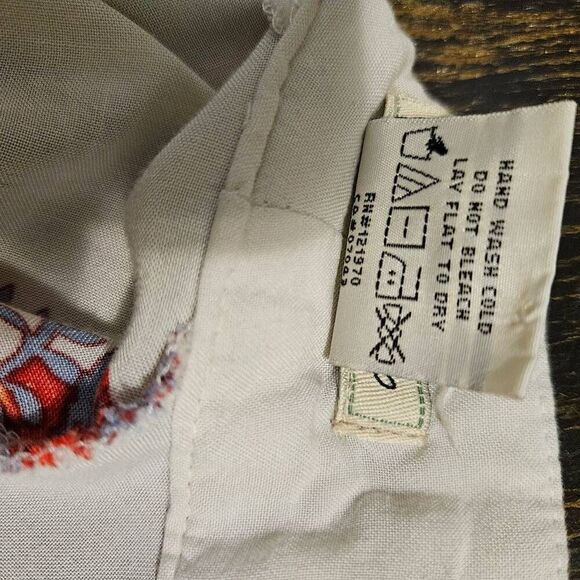 HAND WASH COLD
DO NOT BLEACH
LAY FLAT TO DRY
RN#121970